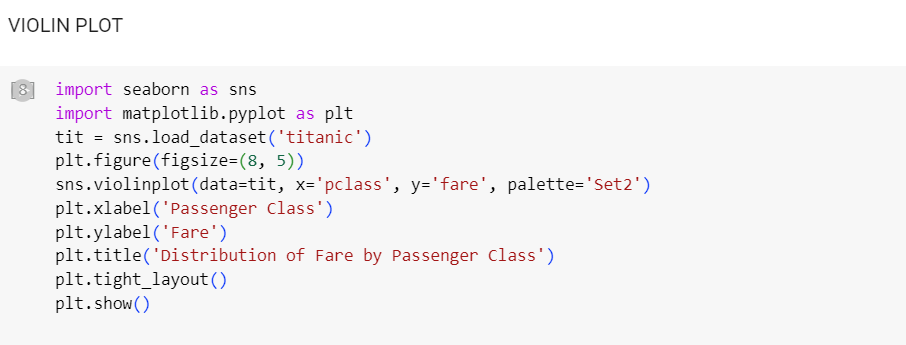 VIOLIN PLOT
[8]
import seaborn as sns
import matplotlib.pyplot as plt
tit = sns.load_dataset('titanic')
plt.figure(figsize=(8, 5))
sns.violinplot(data=tit, x='pclass', y='fare', palette='Set2')
plt.xlabel('Passenger Class')
plt.ylabel('Fare')
plt.title('Distribution of Fare by Passenger Class')
plt.tight_layout()
plt.show()